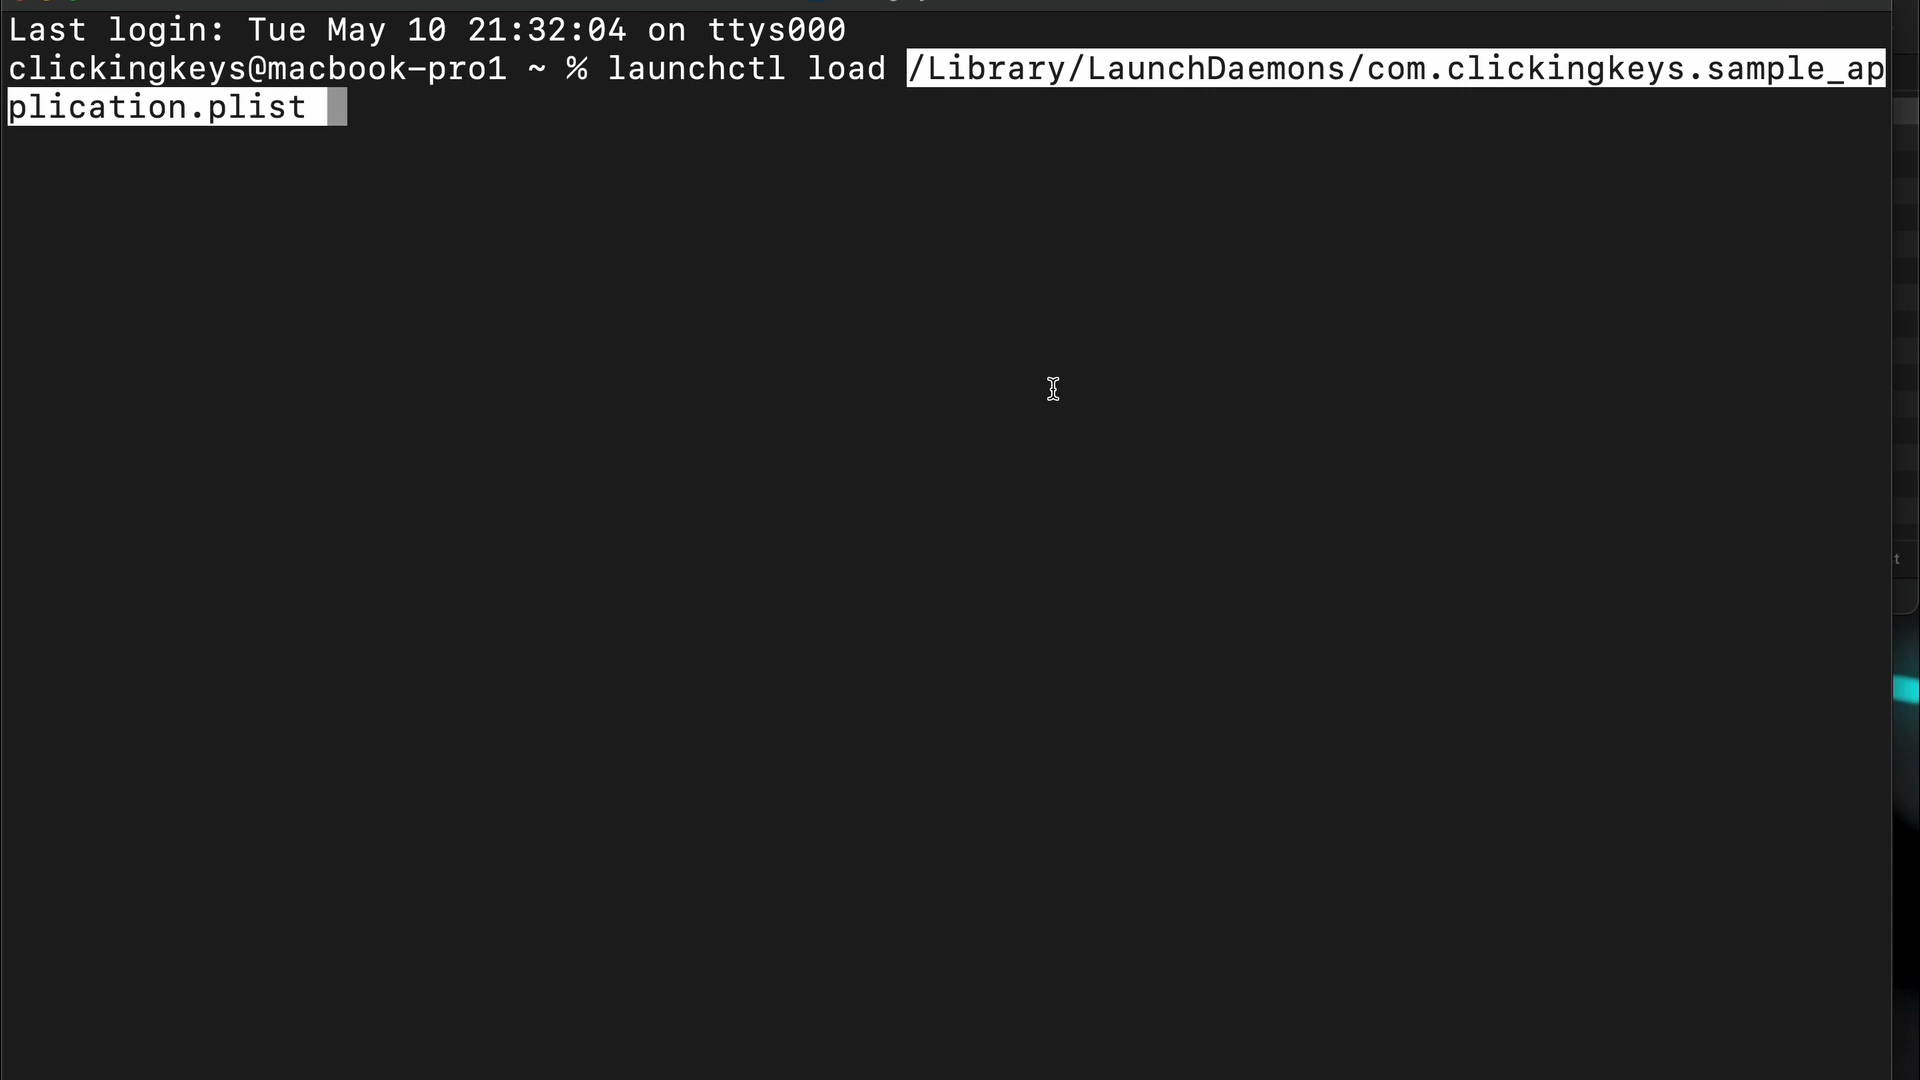 Last login: Tue May 10 21:32:04 on ttys000
clickingkeys@macbook-pro1 ~ % launchctl load /Library/LaunchDaemons/com.clickingkeys.sample_ap
plication.plist
t